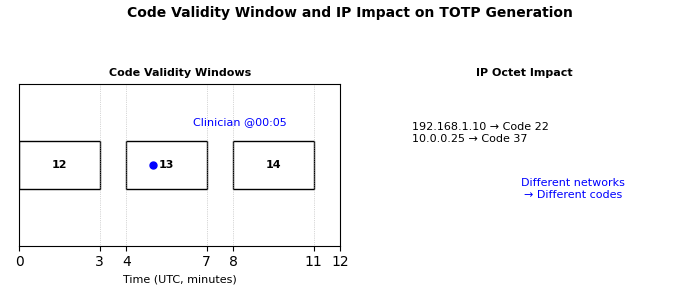 Code Validity Window and IP Impact on TOTP Generation
Code Validity Windows
Clinician @00:05
12
13
14
0 3 4 7 8 11 12
Time (UTC, minutes)
IP Octet Impact
192.168.1.10 → Code 22
10.0.0.25 → Code 37
Different networks
→ Different codes